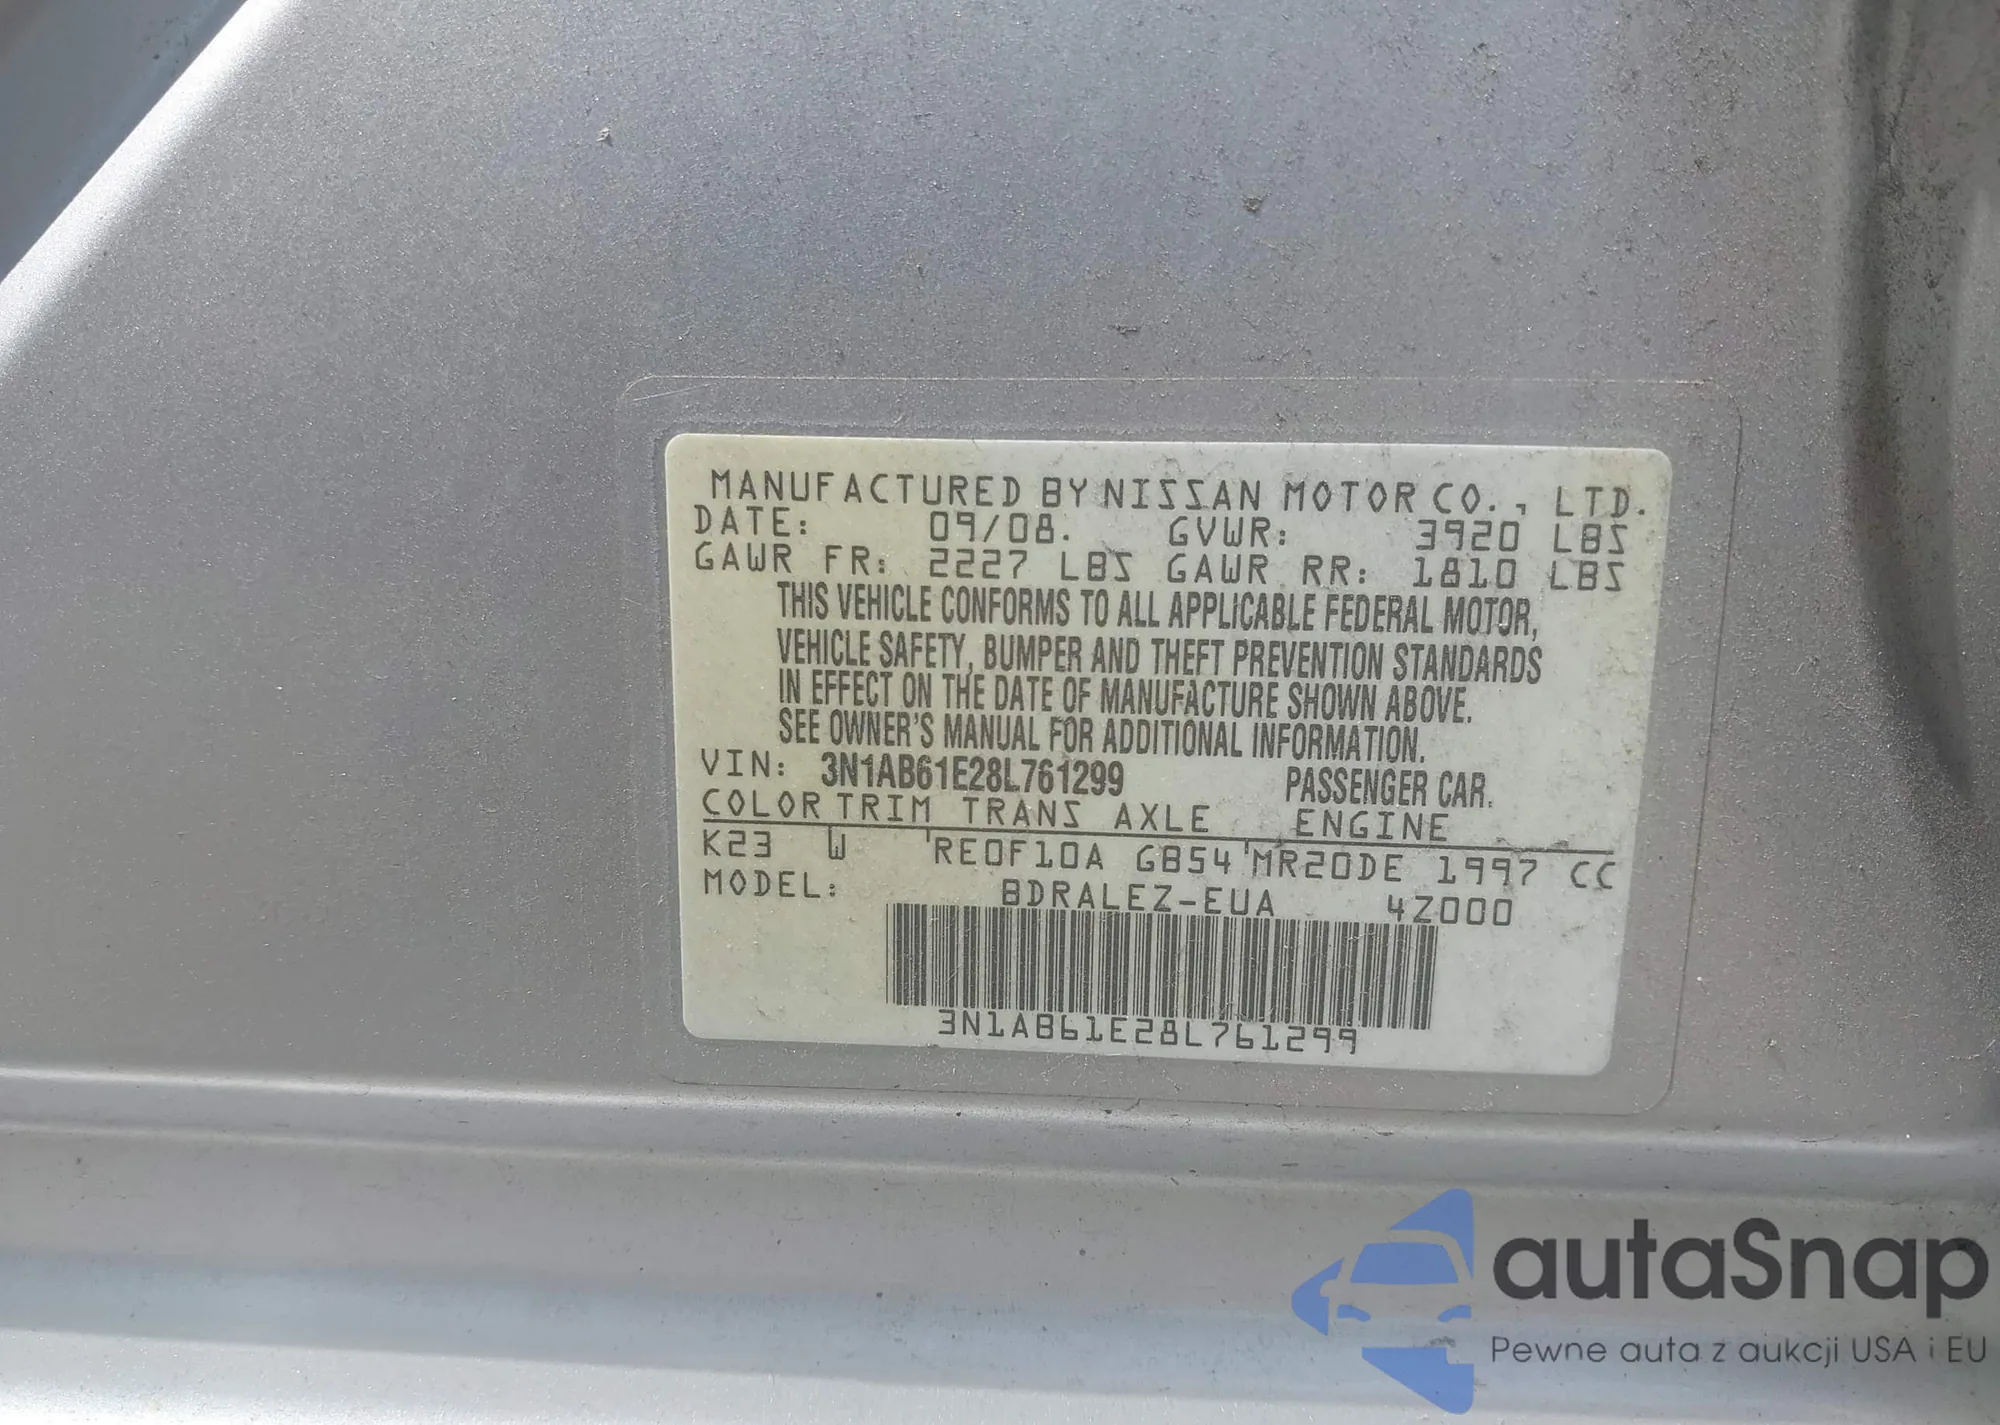 MANUFACTURED BY NISSAN MOTOR CO., LTD.
DATE: 09/08. GVWR: 3920 LBS
GAWR FR: 2227 LBS GAWR RR: 1810 LBS
THIS VEHICLE CONFORMS TO ALL APPLICABLE FEDERAL MOTOR,
VEHICLE SAFETY, BUMPER AND THEFT PREVENTION STANDARDS
IN EFFECT ON THE DATE OF MANUFACTURE SHOWN ABOVE.
SEE OWNER'S MANUAL FOR ADDITIONAL INFORMATION.
VIN: 3N1AB61E28L761299 PASSENGER CAR.
COLOR TRIM TRANS AXLE ENGINE
K23 W RE0F10A GB54 MR20DE 1997 CC
MODEL: BDRALEZ-EUA 4Z000
3N1AB61E28L761299
autaSnap
Pewne auta z aukcji USA i EU